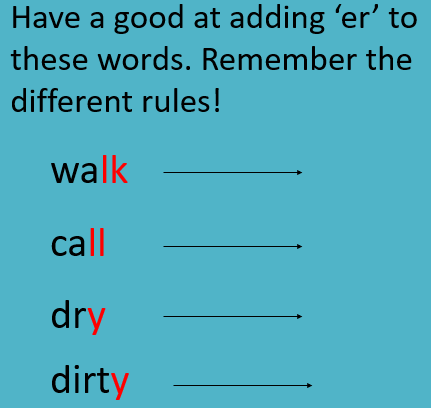 Have a good at adding ‘er’ to
these words. Remember the
different rules!
walk
call
dry
dirty